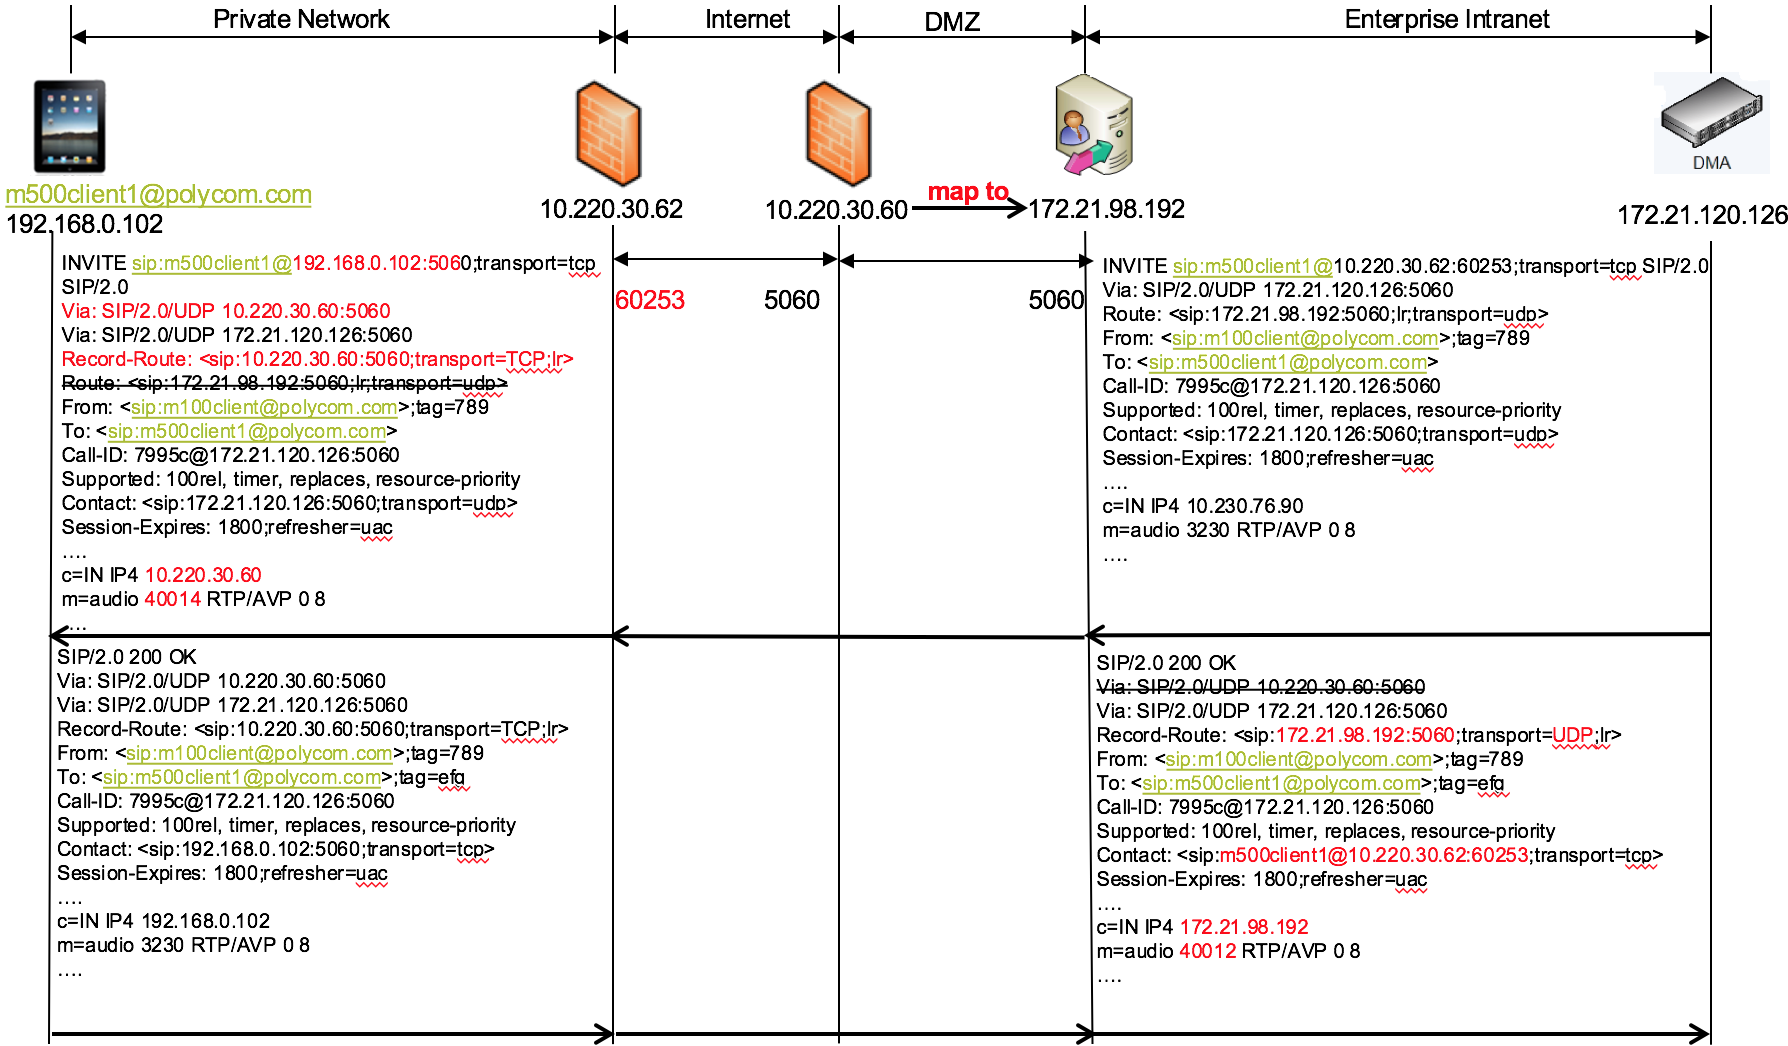 Private Network
Internet
DMZ
Enterprise Intranet
DMA
m500client1@polycom.com
192.168.0.102
10.220.30.62
10.220.30.60
map to
172.21.98.192
172.21.120.126
60253
5060
5060
INVITE sip:m500client1@192.168.0.102:5060;transport=tcp
SIP/2.0
Via: SIP/2.0/UDP 10.220.30.60:5060
Via: SIP/2.0/UDP 172.21.120.126:5060
Record-Route: <sip:10.220.30.60:5060;transport=TCP;lr>
Route: <sip:172.21.98.192:5060;lr;transport=udp>
From: <sip:m100client@polycom.com>;tag=789
To: <sip:m500client1@polycom.com>
Call-ID: 7995c@172.21.120.126:5060
Supported: 100rel, timer, replaces, resource-priority
Contact: <sip:172.21.120.126:5060;transport=udp>
Session-Expires: 1800;refresher=uac
....
c=IN IP4 10.220.30.60
m=audio 40014 RTP/AVP 0 8
....
INVITE sip:m500client1@10.220.30.62:60253;transport=tcp SIP/2.0
Via: SIP/2.0/UDP 172.21.120.126:5060
Route: <sip:172.21.98.192:5060;lr;transport=udp>
From: <sip:m100client@polycom.com>;tag=789
To: <sip:m500client1@polycom.com>
Call-ID: 7995c@172.21.120.126:5060
Supported: 100rel, timer, replaces, resource-priority
Contact: <sip:172.21.120.126:5060;transport=udp>
Session-Expires: 1800;refresher=uac
....
c=IN IP4 10.230.76.90
m=audio 3230 RTP/AVP 0 8
....
SIP/2.0 200 OK
Via: SIP/2.0/UDP 10.220.30.60:5060
Via: SIP/2.0/UDP 172.21.120.126:5060
Record-Route: <sip:10.220.30.60:5060;transport=TCP;lr>
From: <sip:m100client@polycom.com>;tag=789
To: <sip:m500client1@polycom.com>;tag=efg
Call-ID: 7995c@172.21.120.126:5060
Supported: 100rel, timer, replaces, resource-priority
Contact: <sip:192.168.0.102:5060;transport=tcp>
Session-Expires: 1800;refresher=uac
....
c=IN IP4 192.168.0.102
m=audio 3230 RTP/AVP 0 8
....
SIP/2.0 200 OK
Via: SIP/2.0/UDP 10.220.30.60:5060
Via: SIP/2.0/UDP 172.21.120.126:5060
Record-Route: <sip:172.21.98.192:5060;transport=UDP;lr>
From: <sip:m100client@polycom.com>;tag=789
To: <sip:m500client1@polycom.com>;tag=efg
Call-ID: 7995c@172.21.120.126:5060
Supported: 100rel, timer, replaces, resource-priority
Contact: <sip:m500client1@10.220.30.62:60253;transport=tcp>
Session-Expires: 1800;refresher=uac
....
c=IN IP4 172.21.98.192
m=audio 40012 RTP/AVP 0 8
....